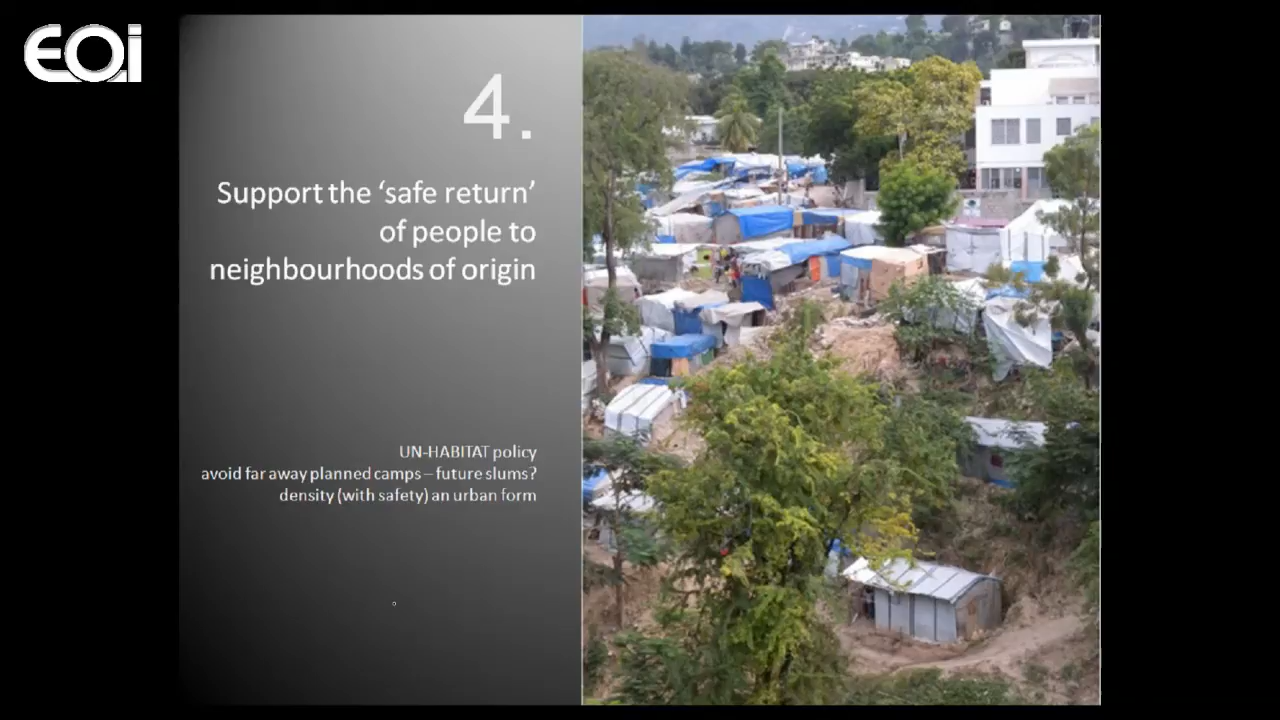 EOi
4.
Support the ‘safe return’
of people to
neighbourhoods of origin
UN-HABITAT policy
avoid far away planned camps – future slums?
density (with safety) an urban form